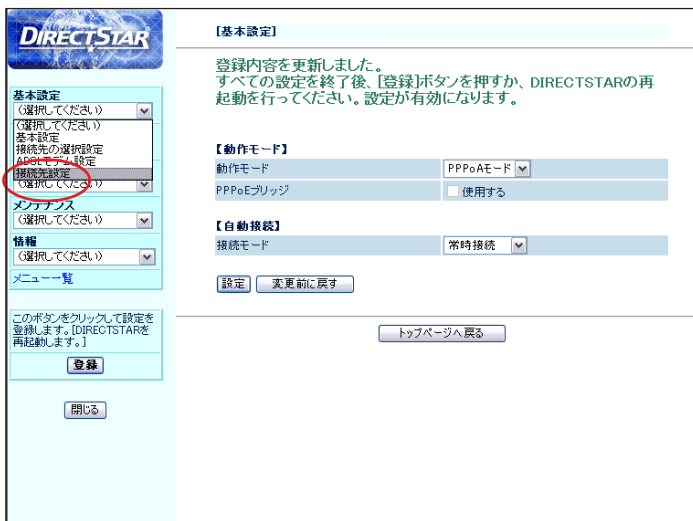 DIRECTSTAR
基本設定
(選択してください)
(選択してください)
基本設定
接続先の選択設定
ADSLモデム設定
接続先設定
(選択してください)
メンテナンス
(選択してください)
情報
(選択してください)
メニュー一覧
このボタンをクリックして設定を
登録します。[DIRECTSTARを
再起動します。]
登録
閉じる
[基本設定]
登録内容を更新しました。
すべての設定を終了後、[登録]ボタンを押すか、DIRECTSTARの再
起動を行ってください。設定が有効になります。
【動作モード】
動作モード PPPoAモード
PPPoEブリッジ 使用する
【自動接続】
接続モード 常時接続
設定 変更前に戻す
トップページへ戻る